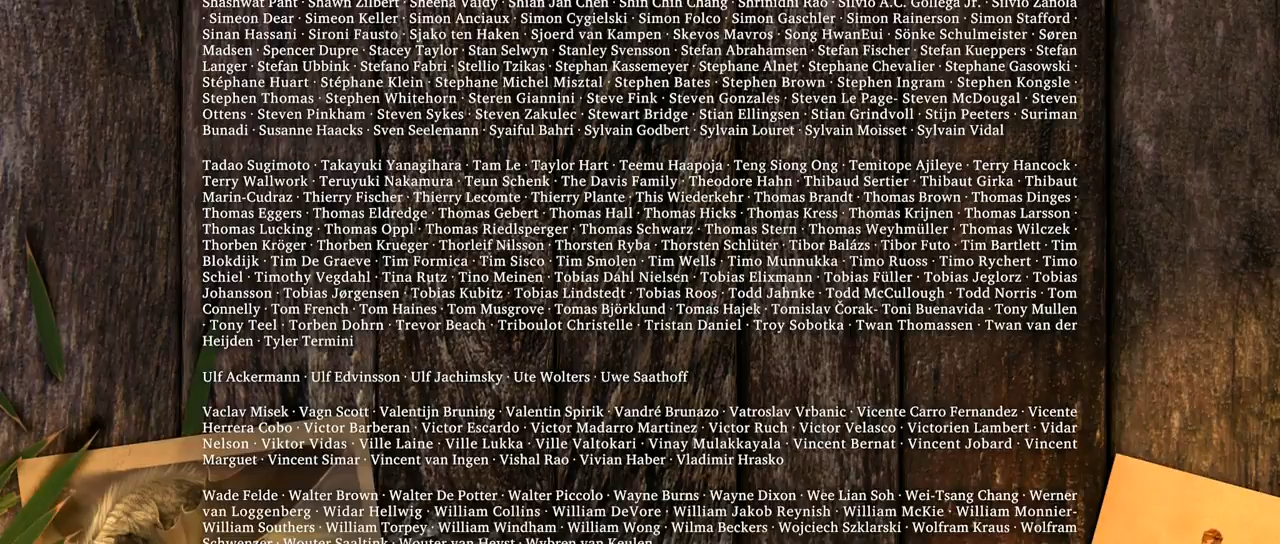 Shashwat Pant · Shawn Zilbert · Sheena Vaidy · Shian Jan Chen · Shin Chin Chang · Shrinidhi Rao · Silvio A.C. Gollega Jr. · Silvio Zanola
· Simeon Dear · Simeon Keller · Simon Anciaux · Simon Cygielski · Simon Folco · Simon Gaschler · Simon Rainerson · Simon Stafford ·
Sinan Hassani · Sironi Fausto · Sjako ten Haken · Sjoerd van Kampen · Skevos Mavros · Song HwanEui · Sönke Schulmeister · Søren
Madsen · Spencer Dupre · Stacey Taylor · Stan Selwyn · Stanley Svensson · Stefan Abrahamsen · Stefan Fischer · Stefan Kueppers · Stefan
Langer · Stefan Ubbink · Stefano Fabri · Stellio Tzikas · Stephan Kassemeyer · Stephane Alnet · Stephane Chevalier · Stephane Gasowski ·
Stéphane Huart · Stéphane Klein · Stephane Michel Misztal · Stephen Bates · Stephen Brown · Stephen Ingram · Stephen Kongsle ·
Stephen Thomas · Stephen Whitehorn · Steren Giannini · Steve Fink · Steven Gonzales · Steven Le Page- Steven McDougal · Steven
Ottens · Steven Pinkham · Steven Sykes · Steven Zakulec · Stewart Bridge · Stian Ellingsen · Stian Grindvoll · Stijn Peeters · Suriman
Bunadi · Susanne Haacks · Sven Seelemann · Syaiful Bahri · Sylvain Godbert · Sylvain Louret · Sylvain Moisset · Sylvain Vidal
Tadao Sugimoto · Takayuki Yanagihara · Tam Le · Taylor Hart · Teemu Haapoja · Teng Siong Ong · Temitope Ajileye · Terry Hancock ·
Terry Wallwork · Teruyuki Nakamura · Teun Schenk · The Davis Family · Theodore Hahn · Thibaud Sertier · Thibaut Girka · Thibaut
Marin-Cudraz · Thierry Fischer · Thierry Lecomte · Thierry Plante · This Wiederkehr · Thomas Brandt · Thomas Brown · Thomas Dinges ·
Thomas Eggers · Thomas Eldredge · Thomas Gebert · Thomas Hall · Thomas Hicks · Thomas Kress · Thomas Krijnen · Thomas Larsson ·
Thomas Lucking · Thomas Oppl · Thomas Riedlsperger · Thomas Schwarz · Thomas Stern · Thomas Weyhmüller · Thomas Wilczek ·
Thorben Kröger · Thorben Krueger · Thorleif Nilsson · Thorsten Ryba · Thorsten Schlüter · Tibor Balázs · Tibor Futo · Tim Bartlett · Tim
Blokdijk · Tim De Graeve · Tim Formica · Tim Sisco · Tim Smolen · Tim Wells · Timo Munnukka · Timo Ruoss · Timo Rychert · Timo
Schiel · Timothy Vegdahl · Tina Rutz · Tino Meinen · Tobias Dahl Nielsen · Tobias Elixmann · Tobias Füller · Tobias Jeglorz · Tobias
Johansson · Tobias Jørgensen · Tobias Kubitz · Tobias Lindstedt · Tobias Roos · Todd Jahnke · Todd McCullough · Todd Norris · Tom
Connelly · Tom French · Tom Haines · Tom Musgrove · Tomas Björklund · Tomas Hajek · Tomislav Čorak- Toni Buenavida · Tony Mullen
· Tony Teel · Torben Dohrn · Trevor Beach · Triboulot Christelle · Tristan Daniel · Troy Sobotka · Twan Thomassen · Twan van der
Heijden · Tyler Termini
Ulf Ackermann · Ulf Edvinsson · Ulf Jachimsky · Ute Wolters · Uwe Saathoff
Vaclav Misek · Vagn Scott · Valentijn Bruning · Valentin Spirik · Vandré Brunazo · Vatroslav Vrbanic · Vicente Carro Fernandez · Vicente
Herrera Cobo · Victor Barberan · Victor Escardo · Victor Madarro Martinez · Victor Ruch · Victor Velasco · Victorien Lambert · Vidar
Nelson · Viktor Vidas · Ville Laine · Ville Lukka · Ville Valtokari · Vinay Mulakkayala · Vincent Bernat · Vincent Jobard · Vincent
Marguet · Vincent Simar · Vincent van Ingen · Vishal Rao · Vivian Haber · Vladimir Hrasko
Wade Felde · Walter Brown · Walter De Potter · Walter Piccolo · Wayne Burns · Wayne Dixon · Wee Lian Soh · Wei-Tsang Chang · Werner
van Loggenberg · Widar Hellwig · William Collins · William DeVore · William Jakob Reynish · William McKie · William Monnier-
William Southers · William Torpey · William Windham · William Wong · Wilma Beckers · Wojciech Szklarski · Wolfram Kraus · Wolfram
Schwenzer · Wouter Saaltink · Wouter van Heyst · Wybren van Keulen